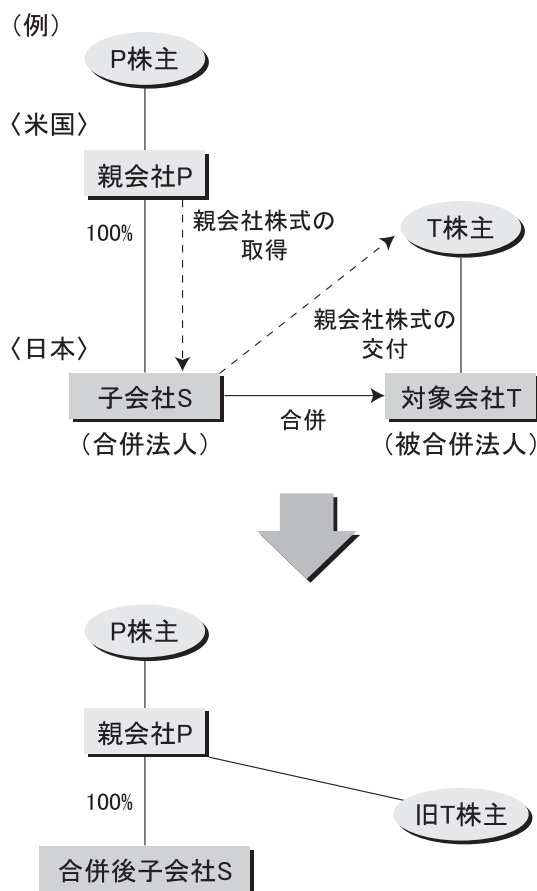 (例)
P株主
〈米国〉
親会社P
100%
親会社株式の
取得
T株主
親会社株式の
交付
〈日本〉
子会社S
合併
対象会社T
(合併法人)
(被合併法人)
P株主
親会社P
100%
旧T株主
合併後子会社S